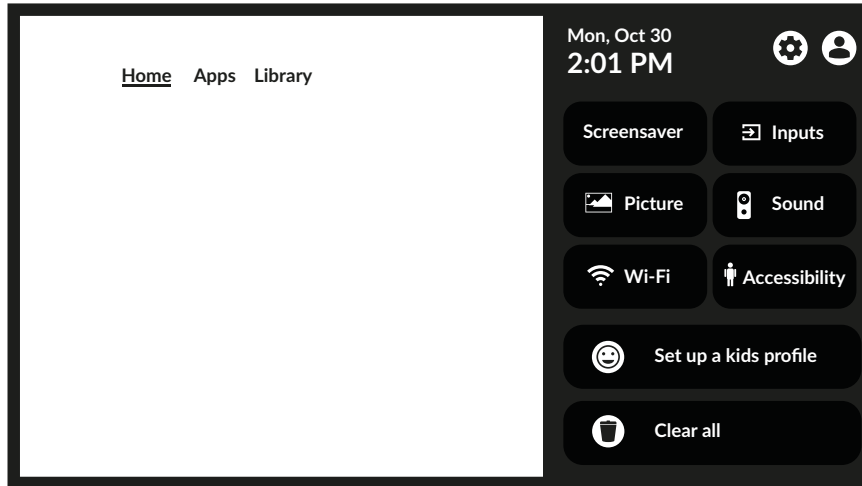 Home Apps Library
Mon, Oct 30
2:01 PM
Screensaver
Inputs
Picture
Sound
Wi-Fi
Accessibility
Set up a kids profile
Clear all